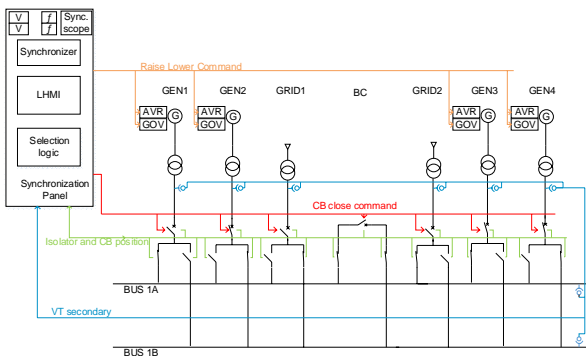 V
f
Sync.
V
f
scope
Synchronizer
LHMI
Selection
logic
Synchronization
Panel
Raise Lower Command
GEN1
GEN2
GRID1
BC
GRID2
GEN3
GEN4
AVR
GOV
G
AVR
GOV
G
AVR
GOV
G
AVR
GOV
G
CB close command
Isolator and CB position
BUS 1A
VT secondary
BUS 1B